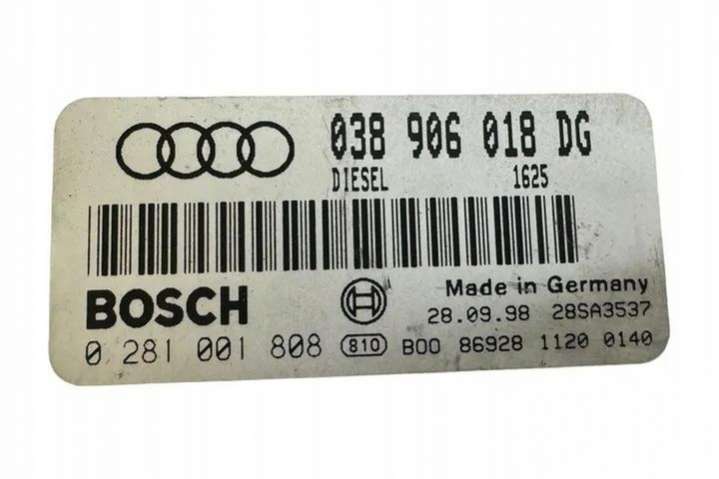 038 906 018 DG
DIESEL 1625
BOSCH
Made in Germany
28.09.98 28SA3537
0 281 001 808 810 B00 86928 1120 0140